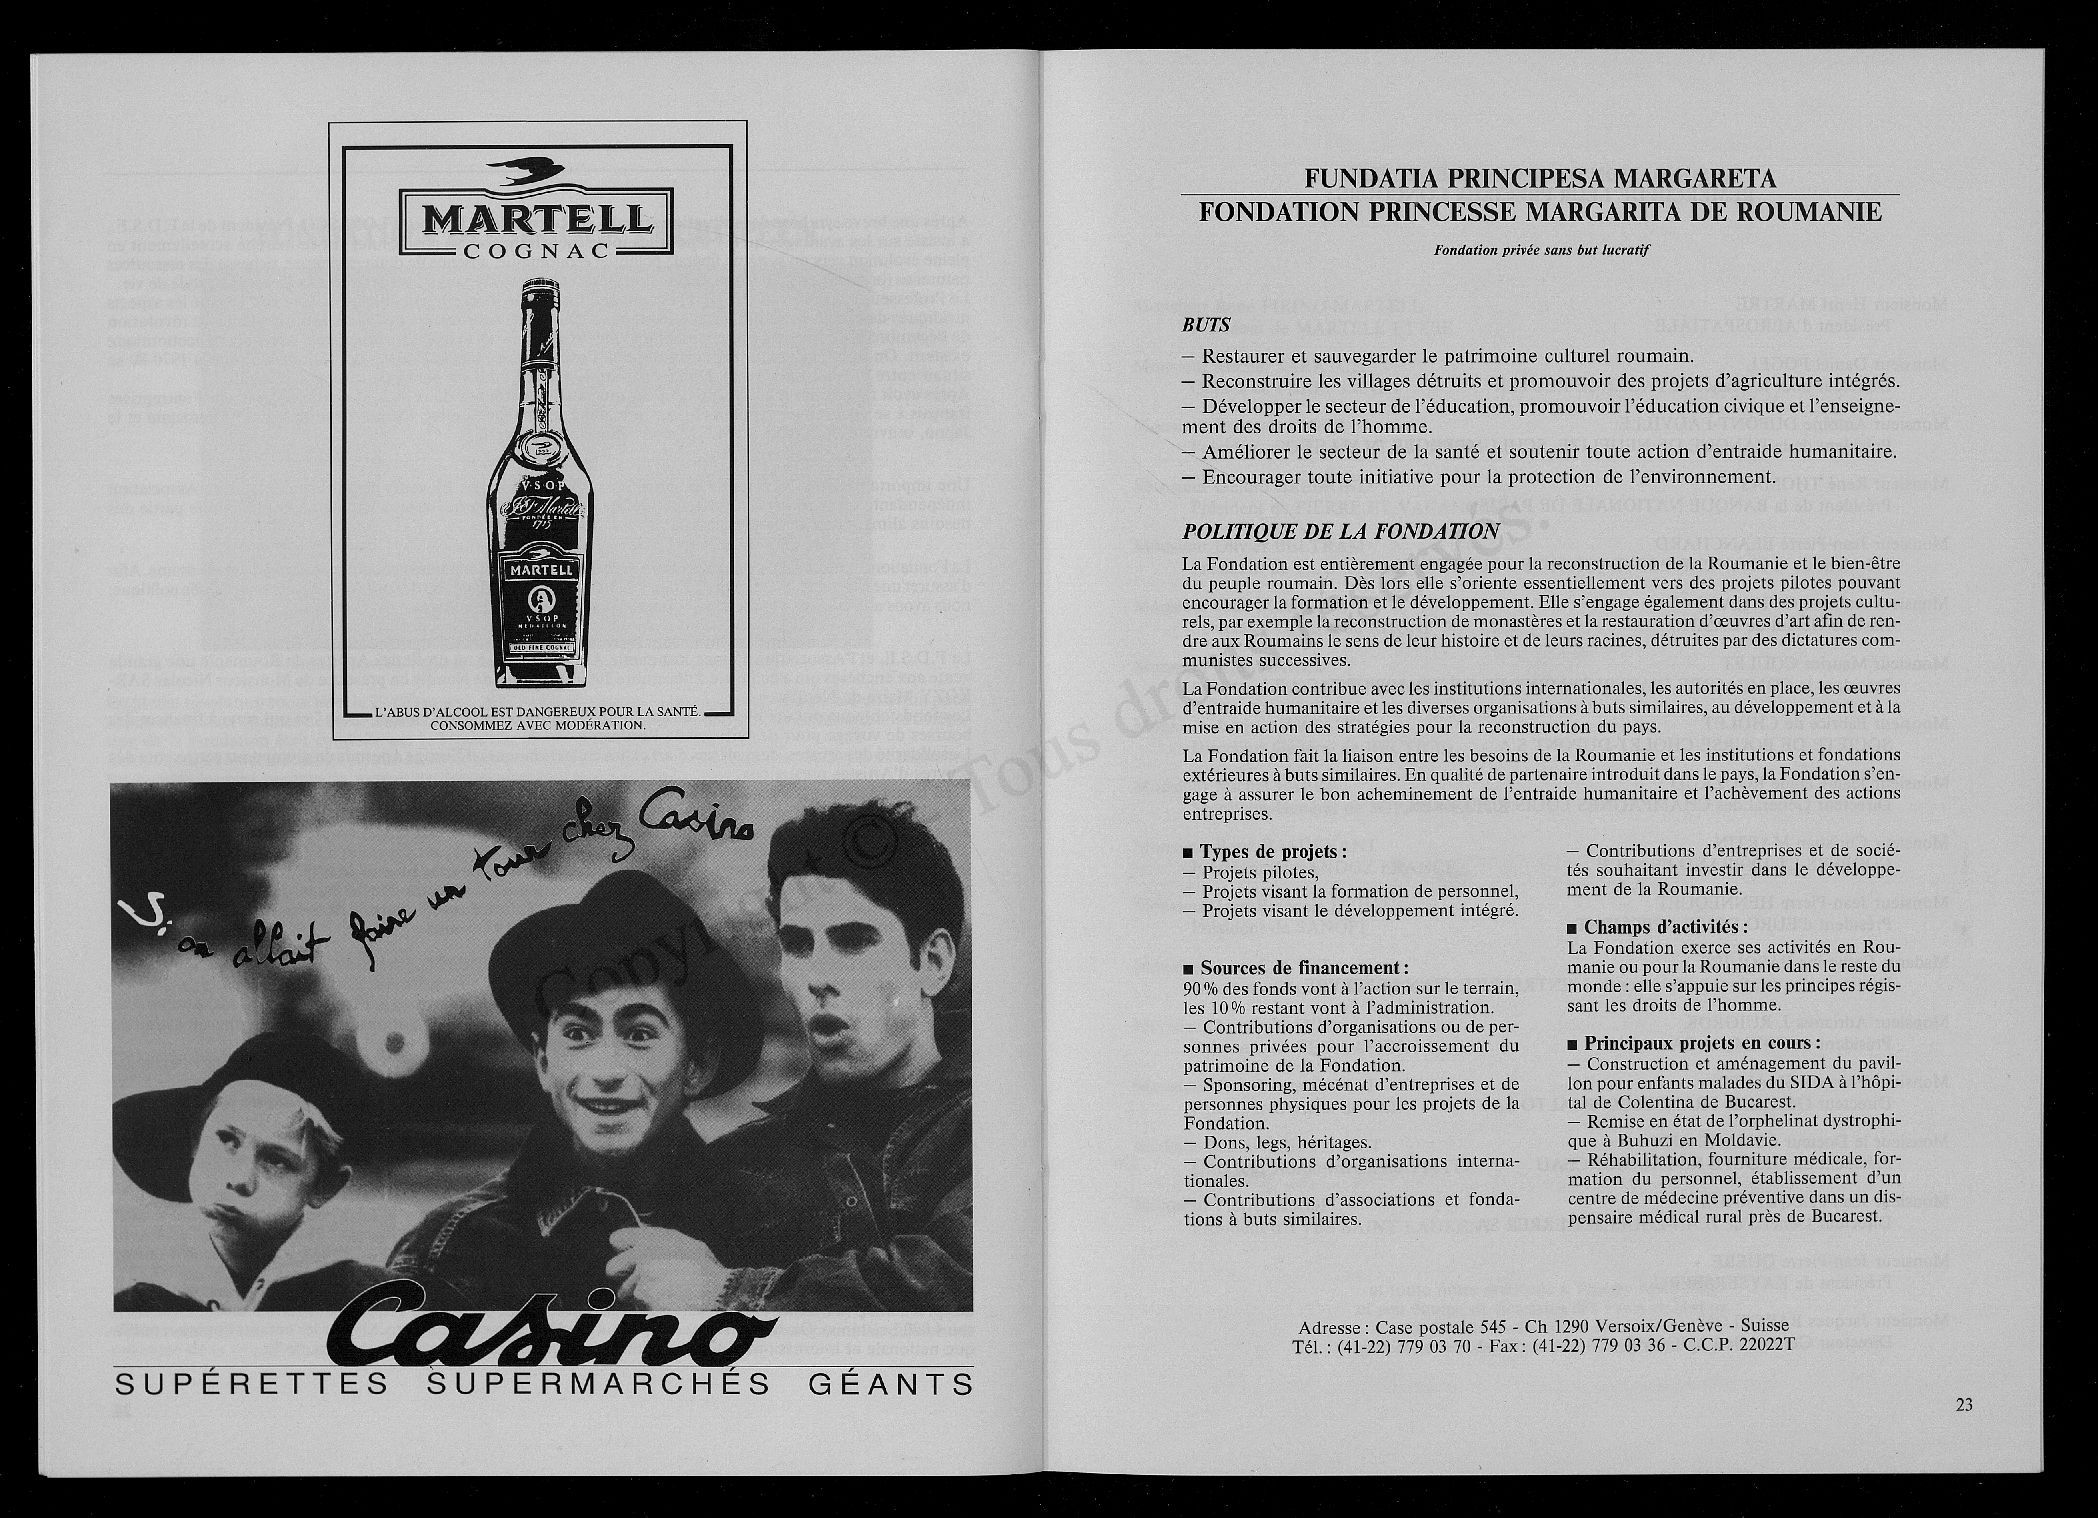 MARTELL
COGNAC
V·S·O·P
J&F Martell
FONDÉE EN
1715
MARTELL
VSOP
MEDAILLON
OLD FINE COGNAC
L'ABUS D'ALCOOL EST DANGEREUX POUR LA SANTÉ.
CONSOMMEZ AVEC MODÉRATION.
Si on allait faire un tour chez Casino
Casino
SUPÉRETTES SUPERMARCHÉS GÉANTS
Copyright © Tous droits réservés.
FUNDATIA PRINCIPESA MARGARETA
FONDATION PRINCESSE MARGARITA DE ROUMANIE
Fondation privée sans but lucratif
BUTS
— Restaurer et sauvegarder le patrimoine culturel roumain.
— Reconstruire les villages détruits et promouvoir des projets d'agriculture intégrés.
— Développer le secteur de l'éducation, promouvoir l'éducation civique et l'enseigne-
ment des droits de l'homme.
— Améliorer le secteur de la santé et soutenir toute action d'entraide humanitaire.
— Encourager toute initiative pour la protection de l'environnement.
POLITIQUE DE LA FONDATION
La Fondation est entièrement engagée pour la reconstruction de la Roumanie et le bien-être
du peuple roumain. Dès lors elle s'oriente essentiellement vers des projets pilotes pouvant
encourager la formation et le développement. Elle s'engage également dans des projets cultu-
rels, par exemple la reconstruction de monastères et la restauration d'œuvres d'art afin de ren-
dre aux Roumains le sens de leur histoire et de leurs racines, détruites par des dictatures com-
munistes successives.
La Fondation contribue avec les institutions internationales, les autorités en place, les œuvres
d'entraide humanitaire et les diverses organisations à buts similaires, au développement et à la
mise en action des stratégies pour la reconstruction du pays.
La Fondation fait la liaison entre les besoins de la Roumanie et les institutions et fondations
extérieures à buts similaires. En qualité de partenaire introduit dans le pays, la Fondation s'en-
gage à assurer le bon acheminement de l'entraide humanitaire et l'achèvement des actions
entreprises.
■ Types de projets :
— Projets pilotes,
— Projets visant la formation de personnel,
— Projets visant le développement intégré.
■ Sources de financement :
90 % des fonds vont à l'action sur le terrain,
les 10 % restant vont à l'administration.
— Contributions d'organisations ou de per-
sonnes privées pour l'accroissement du
patrimoine de la Fondation.
— Sponsoring, mécénat d'entreprises et de
personnes physiques pour les projets de la
Fondation.
— Dons, legs, héritages.
— Contributions d'organisations interna-
tionales.
— Contributions d'associations et fonda-
tions à buts similaires.
— Contributions d'entreprises et de socié-
tés souhaitant investir dans le développe-
ment de la Roumanie.
■ Champs d'activités :
La Fondation exerce ses activités en Rou-
manie ou pour la Roumanie dans le reste du
monde : elle s'appuie sur les principes régis-
sant les droits de l'homme.
■ Principaux projets en cours :
— Construction et aménagement du pavil-
lon pour enfants malades du SIDA à l'hôpi-
tal de Colentina de Bucarest.
— Remise en état de l'orphelinat dystrophi-
que à Buhuzi en Moldavie.
— Réhabilitation, fourniture médicale, for-
mation du personnel, établissement d'un
centre de médecine préventive dans un dis-
pensaire médical rural près de Bucarest.
Adresse : Case postale 545 - Ch 1290 Versoix/Genève - Suisse
Tél. : (41-22) 779 03 70 - Fax : (41-22) 779 03 36 - C.C.P. 22022T
23